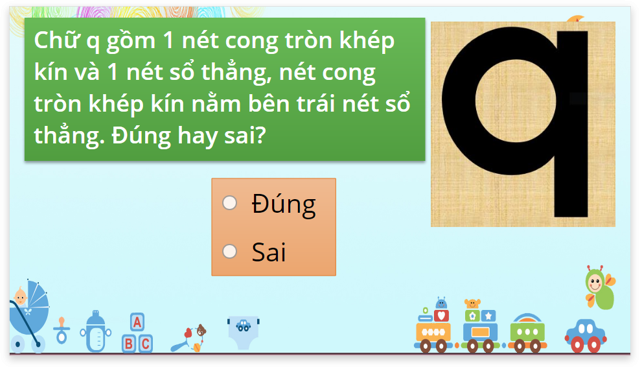 Chữ q gồm 1 nét cong tròn khép
kín và 1 nét sổ thẳng, nét cong
tròn khép kín nằm bên trái nét sổ
thẳng. Đúng hay sai?
q
Đúng
Sai
A
B C